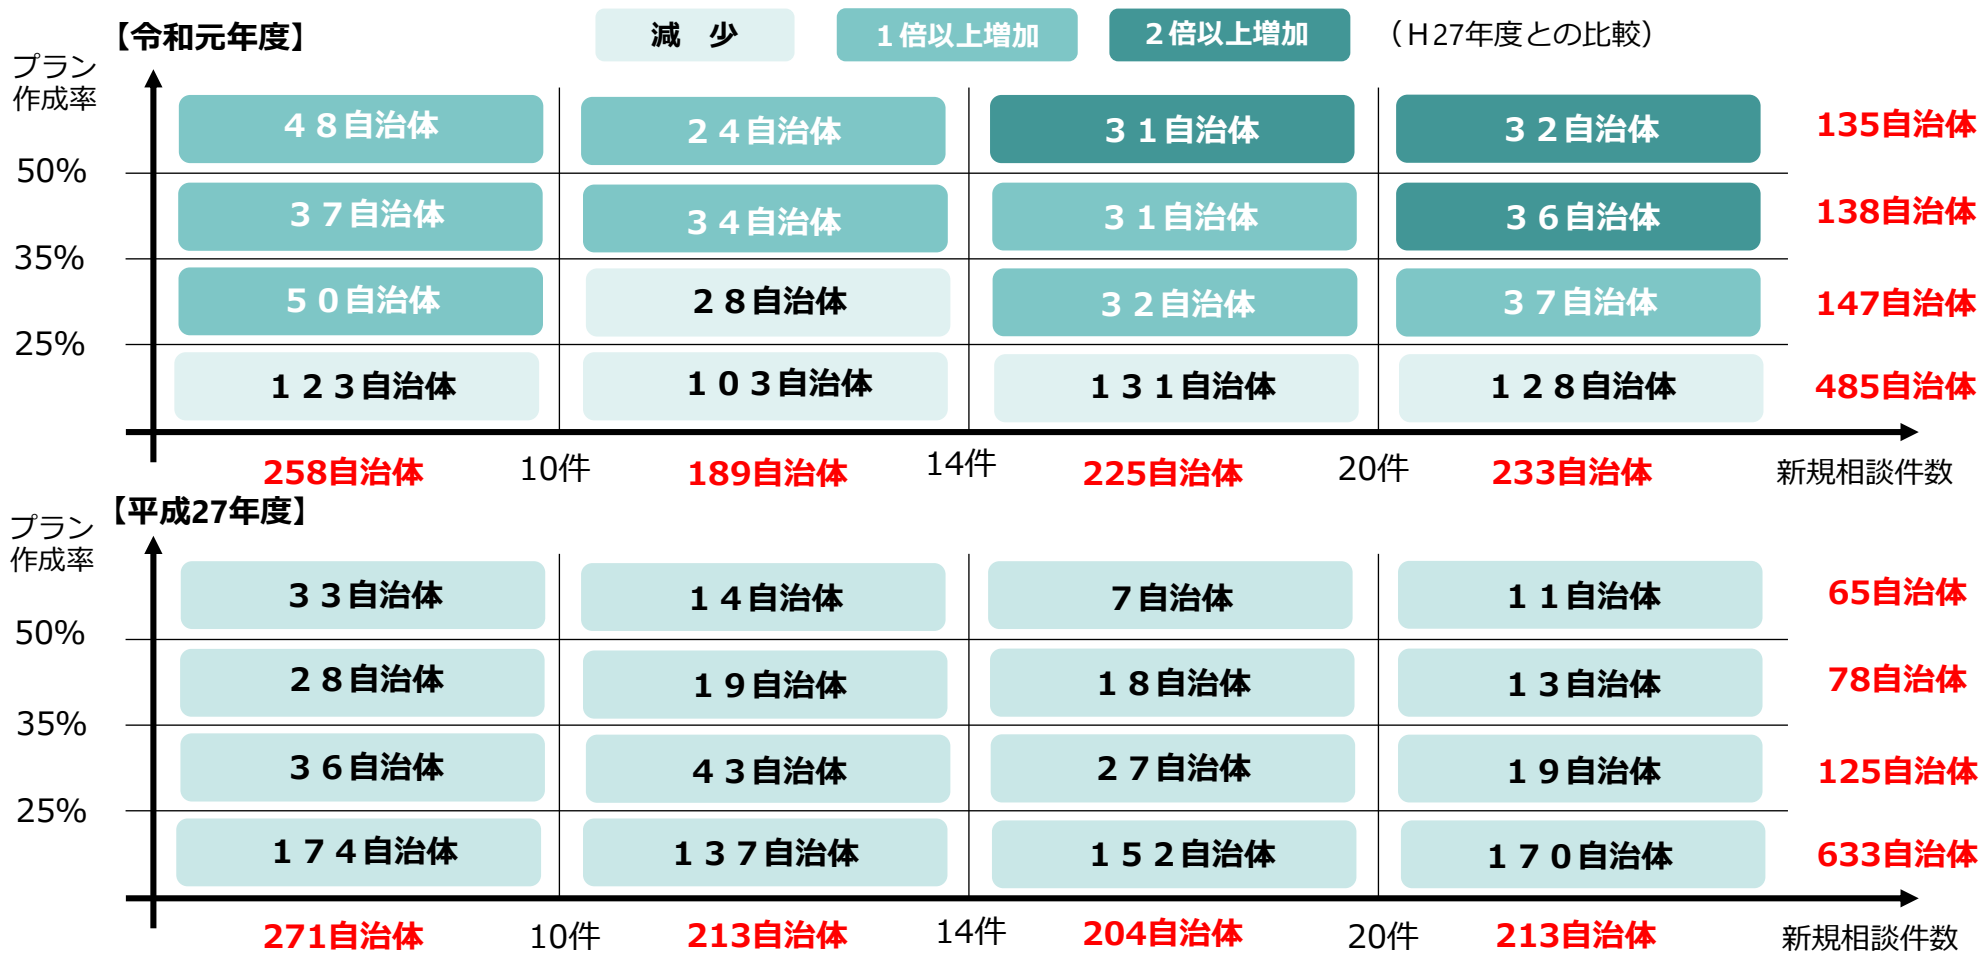 【令和元年度】
減　少
１倍以上増加
２倍以上増加
（Ｈ27年度との比較）
プラン
作成率
４８自治体
２４自治体
３１自治体
３２自治体
135自治体
50%
３７自治体
３４自治体
３１自治体
３６自治体
138自治体
35%
５０自治体
２８自治体
３２自治体
３７自治体
147自治体
25%
１２３自治体
１０３自治体
１３１自治体
１２８自治体
485自治体
258自治体
10件
189自治体
14件
225自治体
20件
233自治体
新規相談件数
【平成27年度】
プラン
作成率
３３自治体
１４自治体
７自治体
１１自治体
65自治体
50%
２８自治体
１９自治体
１８自治体
１３自治体
78自治体
35%
３６自治体
４３自治体
２７自治体
１９自治体
125自治体
25%
１７４自治体
１３７自治体
１５２自治体
１７０自治体
633自治体
271自治体
10件
213自治体
14件
204自治体
20件
213自治体
新規相談件数